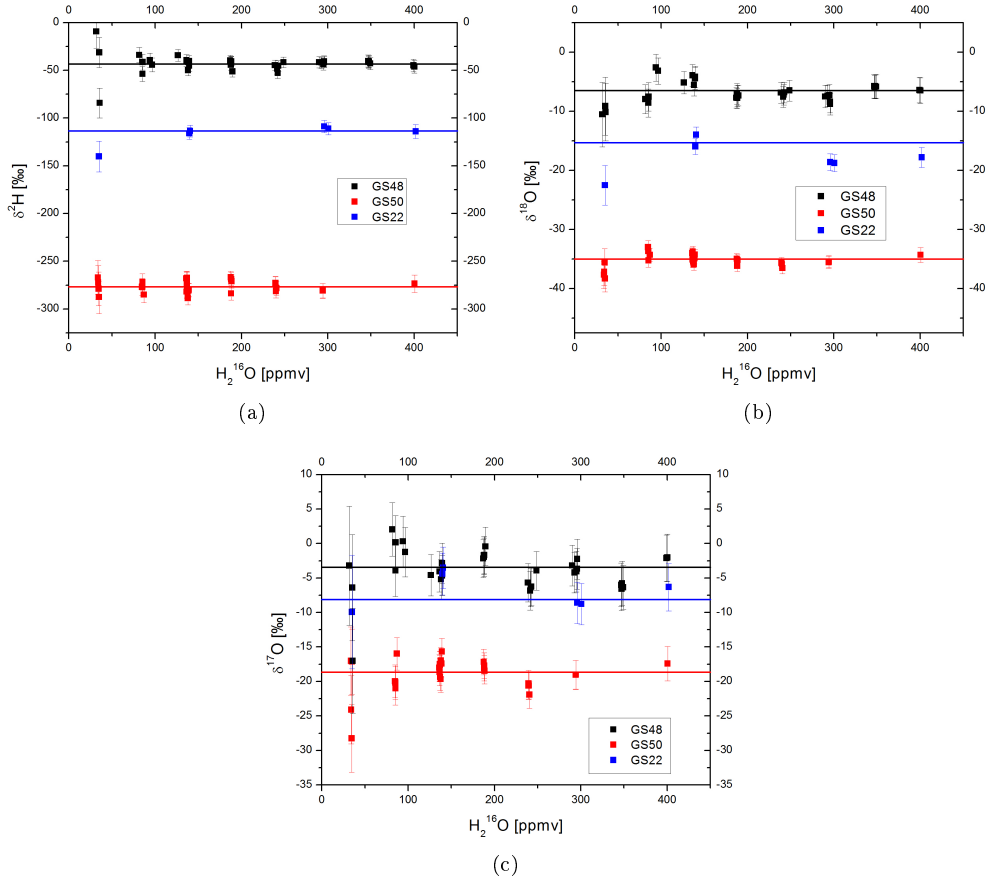 0 100 200 300 400
0 0
-50 -50
-100 -100
-150 -150
-200 -200
-250 -250
-300 -300
δ²H [‰]
GS48
GS50
GS22
0 100 200 300 400
H₂¹⁶O [ppmv]
(a)
0 100 200 300 400
0 0
-10 -10
-20 -20
-30 -30
-40 -40
δ¹⁸O [‰]
GS48
GS50
GS22
0 100 200 300 400
H₂¹⁶O [ppmv]
(b)
0 100 200 300 400
10 10
5 5
0 0
-5 -5
-10 -10
-15 -15
-20 -20
-25 -25
-30 -30
-35 -35
δ¹⁷O [‰]
GS48
GS50
GS22
0 100 200 300 400
H₂¹⁶O [ppmv]
(c)